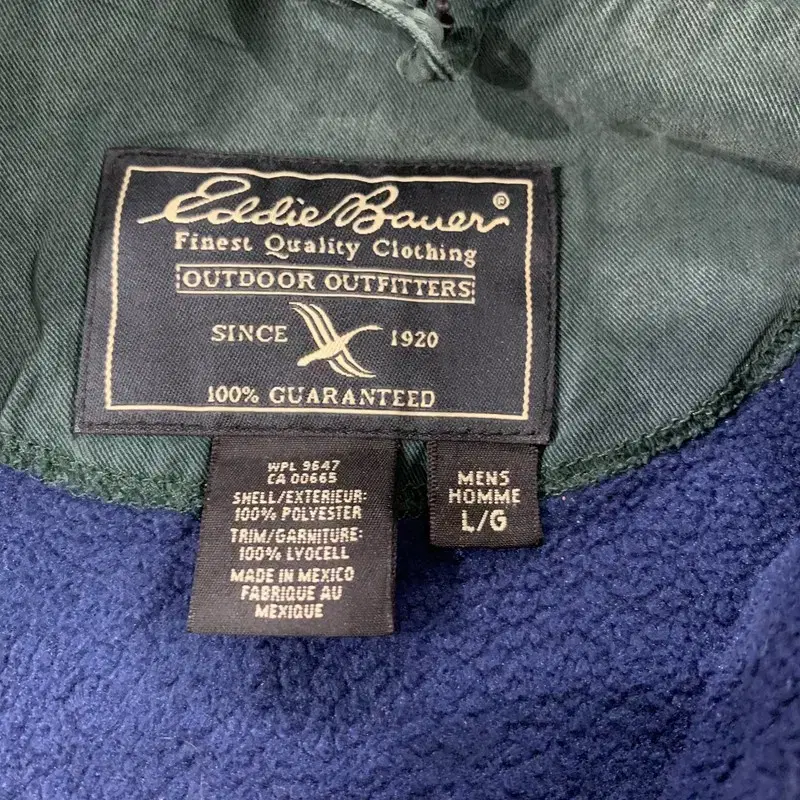 Eddie Bauer®
Finest Quality Clothing
OUTDOOR OUTFITTERS
SINCE 1920
100% GUARANTEED
WPL 9647
CA 00665
SHELL/EXTERIEUR:
100% POLYESTER
TRIM/GARNITURE:
100% LYOCELL
MADE IN MEXICO
FABRIQUE AU
MEXIQUE
MENS
HOMME
L/G